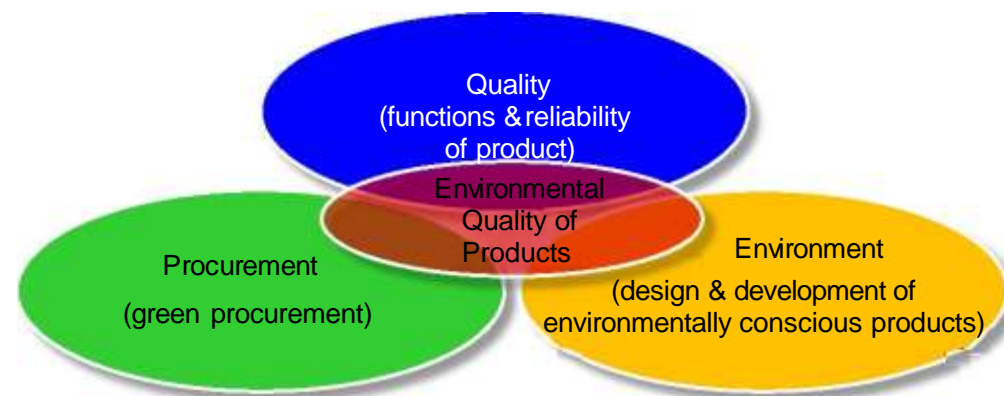 Quality
(functions & reliability
of product)
Environmental
Quality of
Products
Procurement
(green procurement)
Environment
(design & development of
environmentally conscious products)